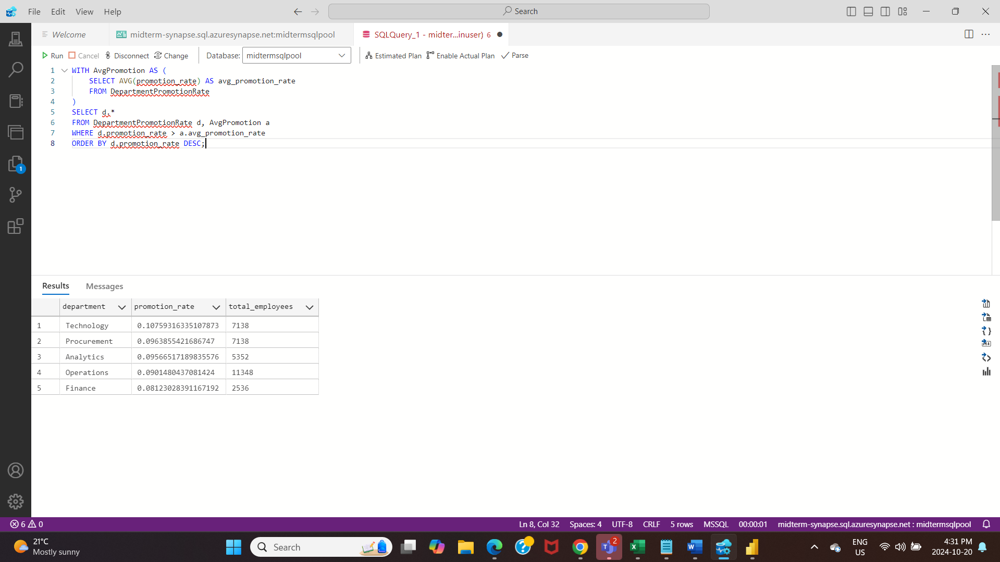 File Edit View Help
Search
Welcome
midterm-synapse.sql.azuresynapse.net:midtermsqlpool
SQLQuery_1 - midter...inuser) 6
Run Cancel Disconnect Change Database: midtermsqlpool Estimated Plan Enable Actual Plan Parse
1 WITH AvgPromotion AS (
2 SELECT AVG(promotion_rate) AS avg_promotion_rate
3 FROM DepartmentPromotionRate
4 )
5 SELECT d.*
6 FROM DepartmentPromotionRate d, AvgPromotion a
7 WHERE d.promotion_rate > a.avg_promotion_rate
8 ORDER BY d.promotion_rate DESC;
1
Results Messages
department promotion_rate total_employees
1 Technology 0.10759316335107873 7138
2 Procurement 0.0963855421686747 7138
3 Analytics 0.09566517189835576 5352
4 Operations 0.0901480437081424 11348
5 Finance 0.08123028391167192 2536
6 0 Ln 8, Col 32 Spaces: 4 UTF-8 CRLF 5 rows MSSQL 00:00:01 midterm-synapse.sql.azuresynapse.net : midtermsqlpool
21°C
Mostly sunny
Search
2
ENG
US
4:31 PM
2024-10-20